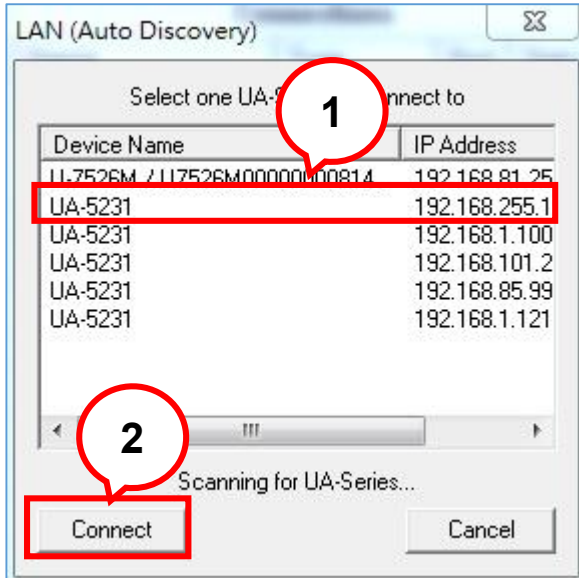 LAN (Auto Discovery)
Select one UA- nnect to
1
Device Name IP Address
U-7526M / U7526M00000000814 192.168.81.25
UA-5231 192.168.255.1
UA-5231 192.168.1.100
UA-5231 192.168.101.2
UA-5231 192.168.85.99
UA-5231 192.168.1.121
2
Scanning for UA-Series...
Connect Cancel